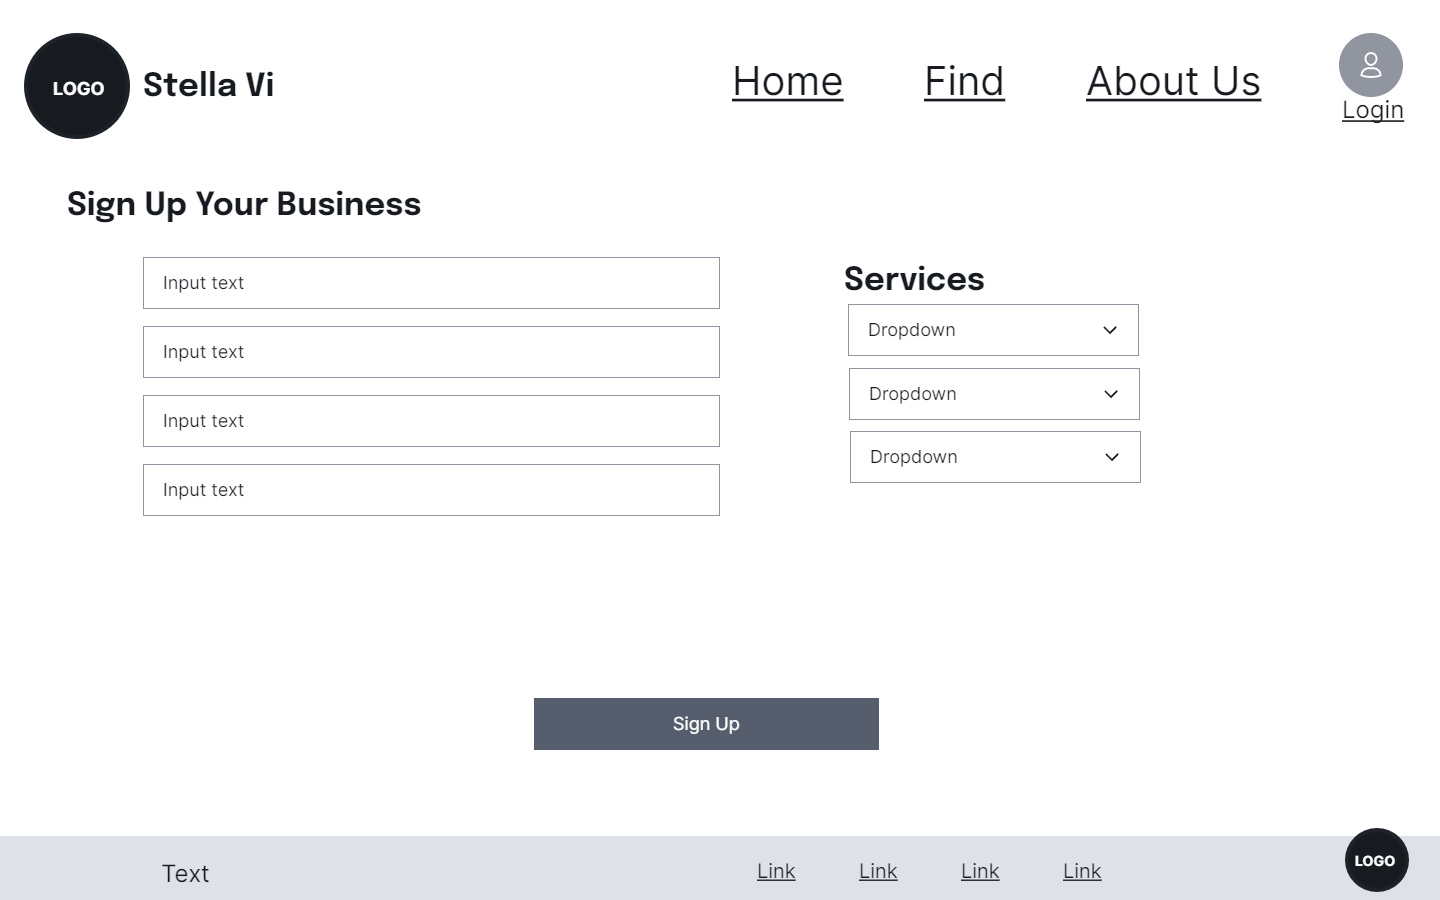 LOGO
Stella Vi
Home
Find
About Us
Login
Sign Up Your Business
Input text
Input text
Input text
Input text
Services
Dropdown
Dropdown
Dropdown
Sign Up
Text
Link
Link
Link
Link
LOGO